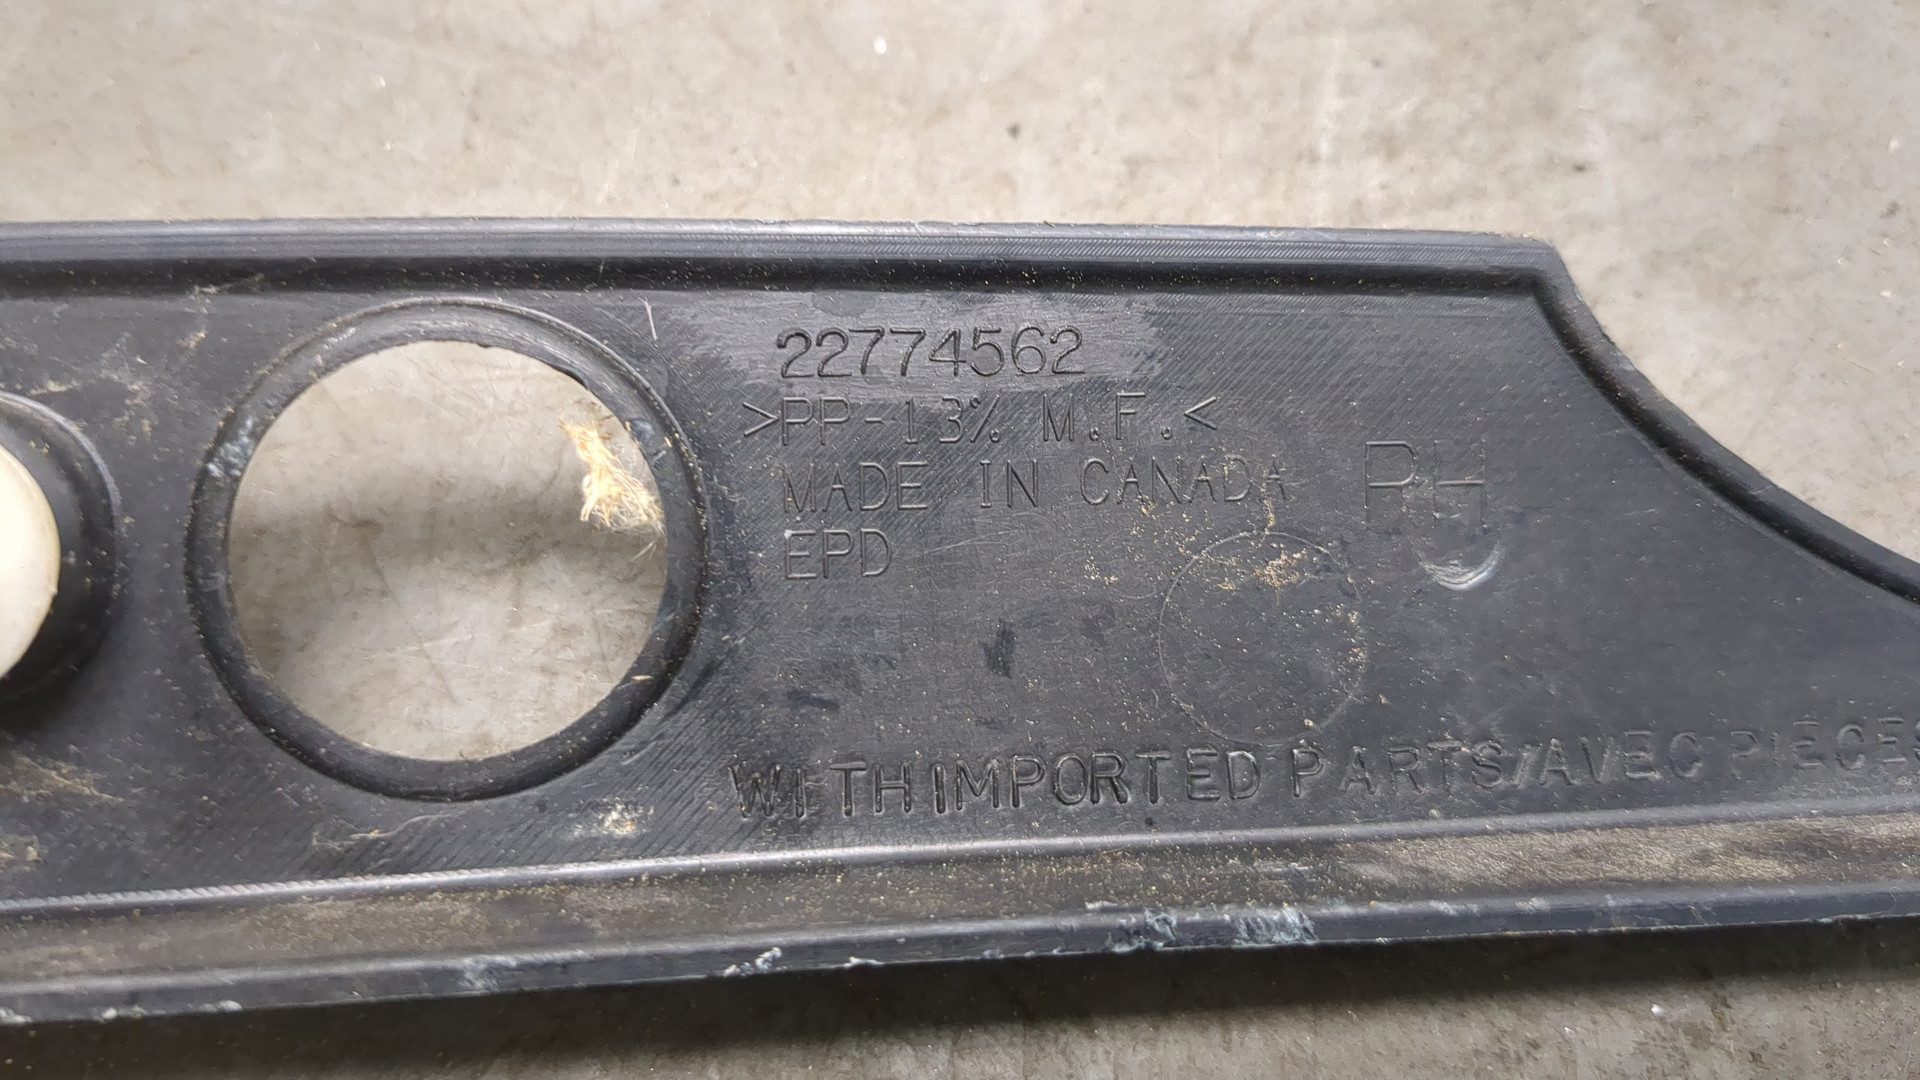 22774562
>PP-13% M.F.<
MADE IN CANADA
RH
EPD
WITH IMPORTED PARTS/AVEC PIECES